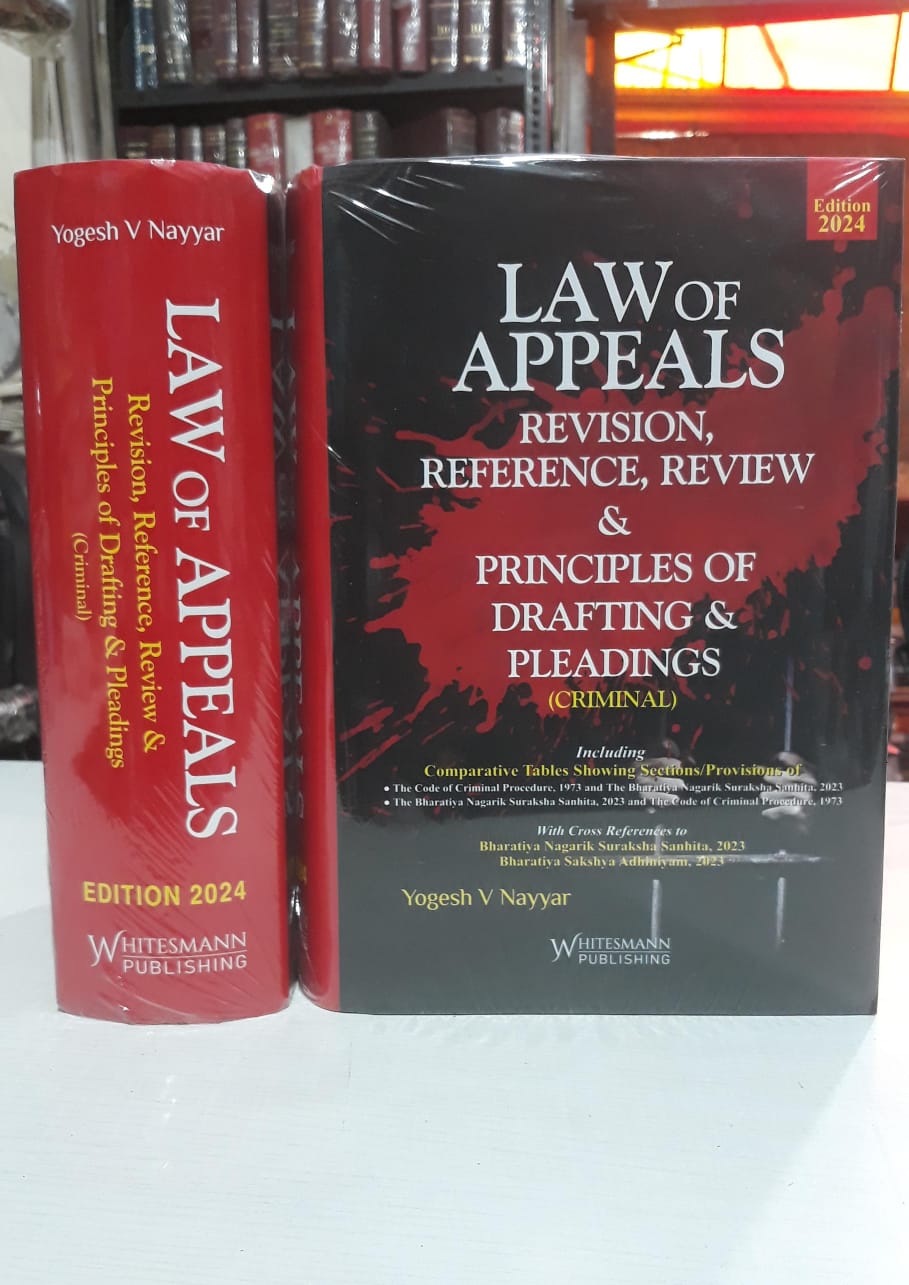 Yogesh V Nayyar
LAW OF APPEALS
Revision, Reference, Review &
Principles of Drafting & Pleadings
(Criminal)
EDITION 2024
WHITESMANN
PUBLISHING
Edition
2024
LAW OF
APPEALS
REVISION,
REFERENCE, REVIEW
&
PRINCIPLES OF
DRAFTING &
PLEADINGS
(CRIMINAL)
Including
Comparative Tables Showing Sections/Provisions of
● The Code of Criminal Procedure, 1973 and The Bharatiya Nagarik Suraksha Sanhita, 2023
● The Bharatiya Nagarik Suraksha Sanhita, 2023 and The Code of Criminal Procedure, 1973
With Cross References to
Bharatiya Nagarik Suraksha Sanhita, 2023
Bharatiya Sakshya Adhiniyam, 2023
Yogesh V Nayyar
WHITESMANN
PUBLISHING